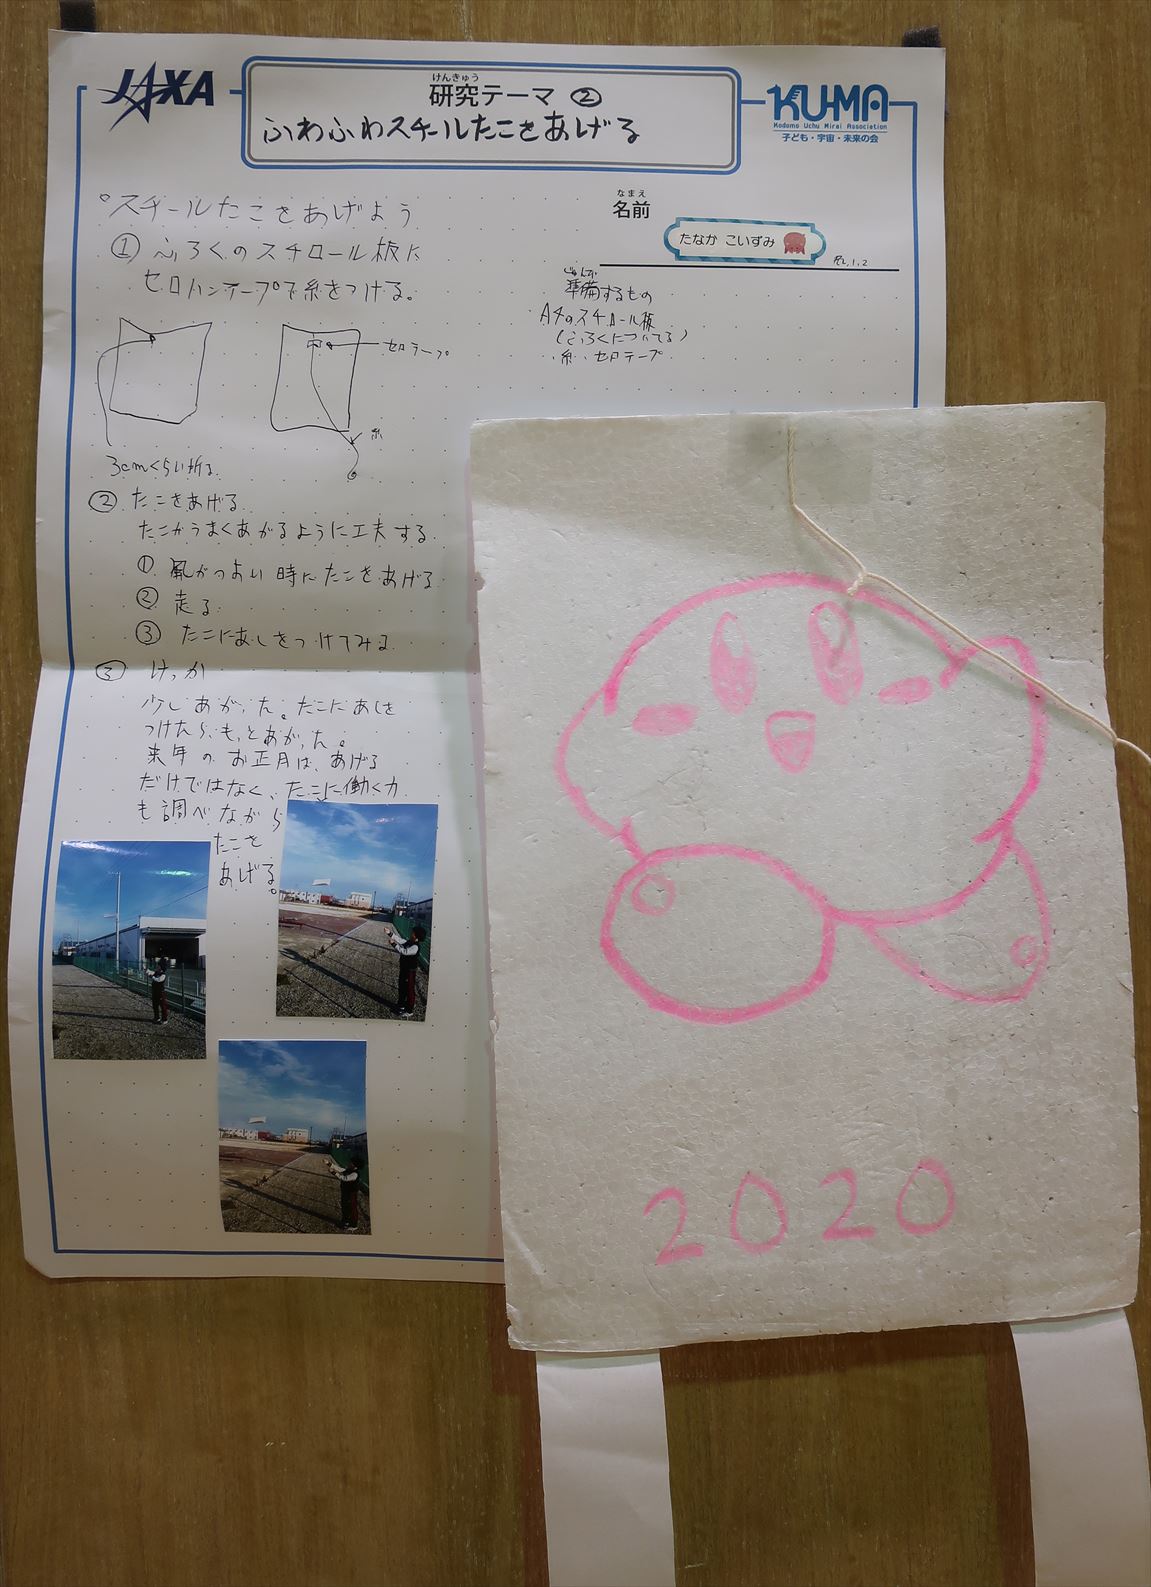 JAXA
けんきゅう
研究テーマ ②
ふわふわスチールたこをあげる
KU-MA
Kodomo Uchu Mirai Association
子ども・宇宙・未来の会
なまえ
名前
たなか こいずみ
R2.1.2
○スチールたこをあげよう
① ふろくのスチロール板に
セロハンテープで糸をつける。
じゅんび
準備するもの
A4のスチロール板
(ふろくについてる)
糸、セロテープ
セロテープ
糸
3cmくらい折る
② たこをあげる
たこがうまくあがるように工夫する
① 風がつよい時にたこをあげる
② 走る
③ たこにあしをつけてみる
③ けっか
少しあがった。たこにあしを
つけたら、もっとあがった。
来年のお正月は、あげる
だけではなく、たこに働く力
も調べながら
たこを
あげる。
2020